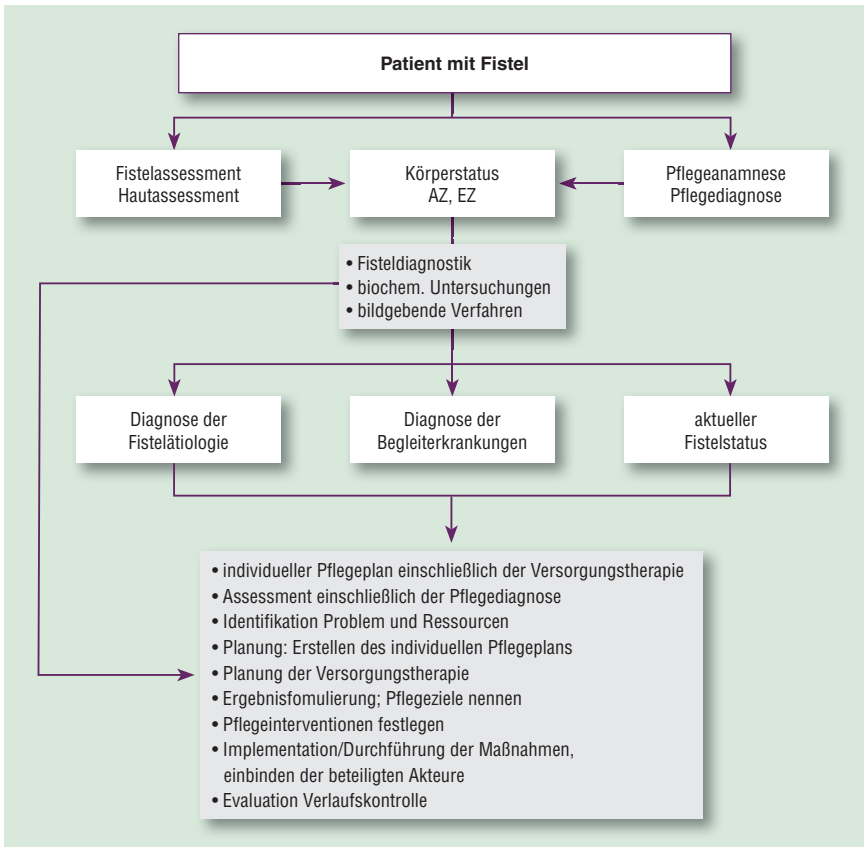 Patient mit Fistel
Fistelassessment
Hautassessment
Körperstatus
AZ, EZ
Pflegeanamnese
Pflegediagnose
• Fisteldiagnostik
• biochem. Untersuchungen
• bildgebende Verfahren
Diagnose der
Fistelätiologie
Diagnose der
Begleiterkrankungen
aktueller
Fistelstatus
• individueller Pflegeplan einschließlich der Versorgungstherapie
• Assessment einschließlich der Pflegediagnose
• Identifikation Problem und Ressourcen
• Planung: Erstellen des individuellen Pflegeplans
• Planung der Versorgungstherapie
• Ergebnisfomulierung; Pflegeziele nennen
• Pflegeinterventionen festlegen
• Implementation/Durchführung der Maßnahmen,
einbinden der beteiligten Akteure
• Evaluation Verlaufskontrolle